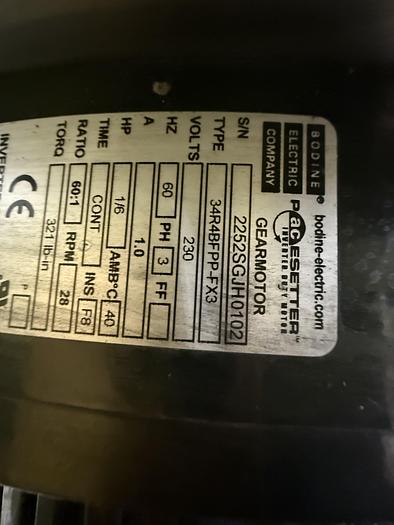 BODINE® bodine-electric.com
ELECTRIC PacESETTER™
COMPANY INVERTER DUTY MOTOR
GEARMOTOR
S/N 2252SGJH0102
TYPE 34R4BFPP-FX3
VOLTS 230
HZ 60 PH 3 FF
A 1.0
HP 1/6 AMB°C 40
TIME CONT INS F8
RATIO 60:1 RPM 28
TORQ 321 lb-in
CE